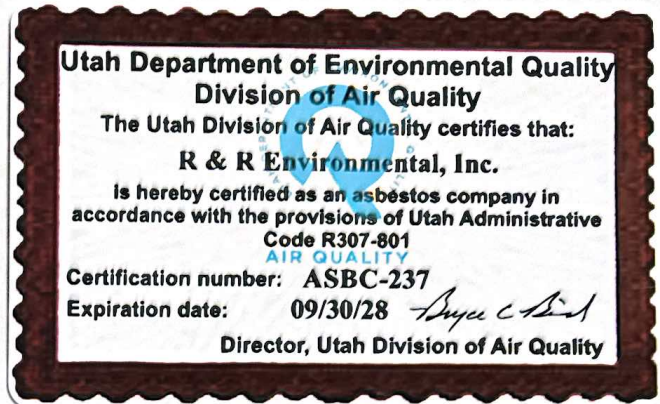 Utah Department of Environmental Quality
Division of Air Quality
The Utah Division of Air Quality certifies that:
R & R Environmental, Inc.
is hereby certified as an asbestos company in
accordance with the provisions of Utah Administrative
Code R307-801
AIR QUALITY
Certification number: ASBC-237
Expiration date: 09/30/28 Bryce C Bird
Director, Utah Division of Air Quality